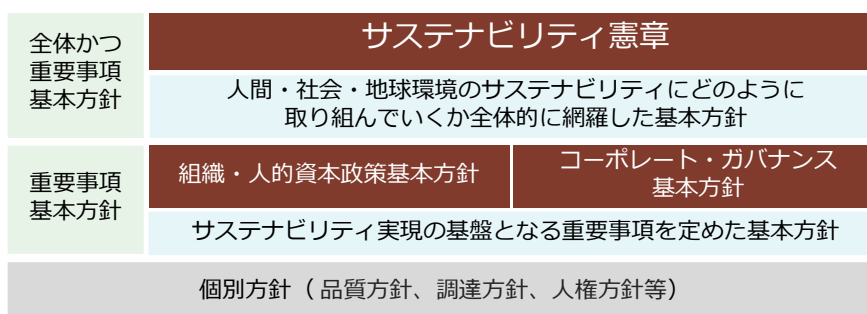 全体かつ
重要事項
基本方針
サステナビリティ憲章
人間・社会・地球環境のサステナビリティにどのように
取り組んでいくか全体的に網羅した基本方針
重要事項
基本方針
組織・人的資本政策基本方針
コーポレート・ガバナンス
基本方針
サステナビリティ実現の基盤となる重要事項を定めた基本方針
個別方針（品質方針、調達方針、人権方針等）